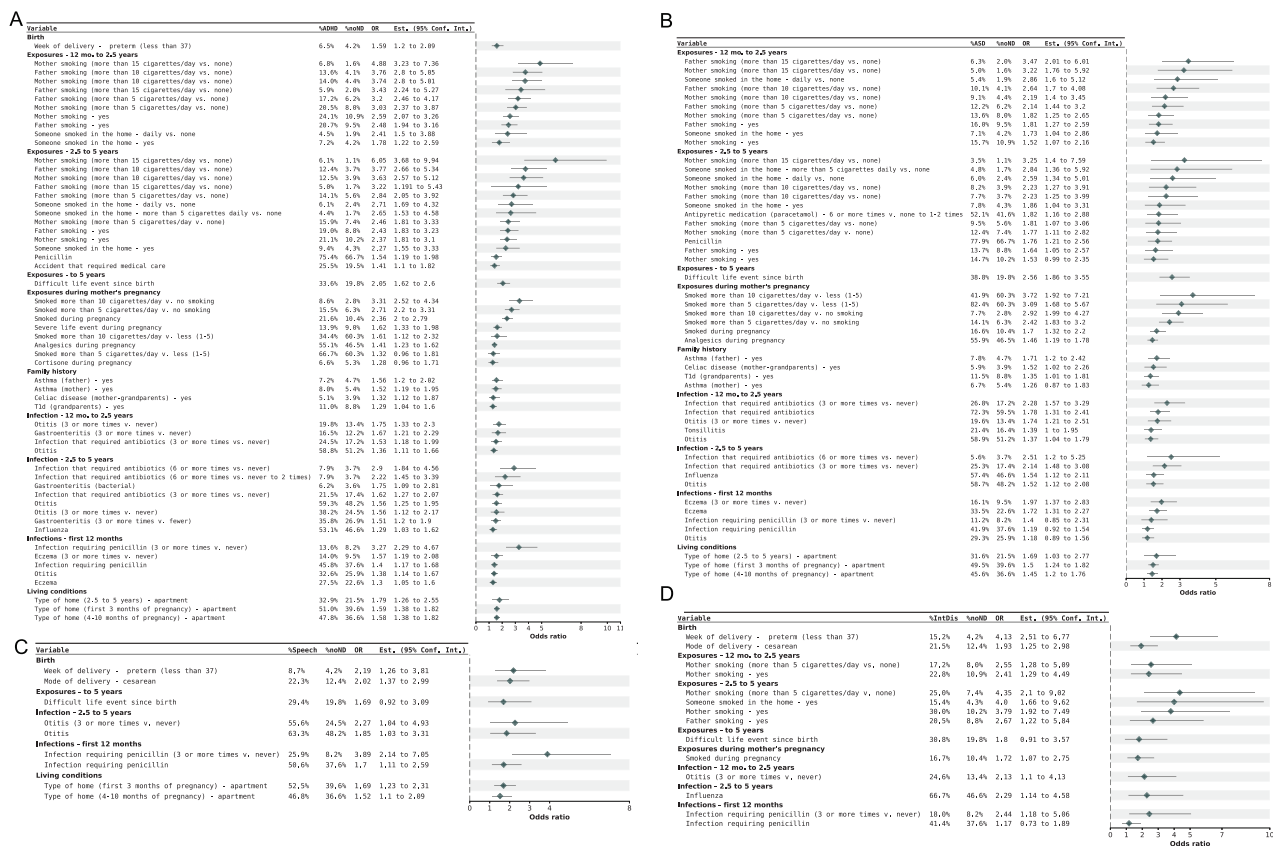 A
Variable %ADHD %noND OR Est. (95% Conf. Int.)
Birth
Week of delivery - preterm (less than 37) 6.5% 4.2% 1.59 1.2 to 2.09
Exposures - 12 mo. to 2.5 years
Mother smoking (more than 15 cigarettes/day vs. none) 6.8% 1.6% 4.88 3.23 to 7.36
Father smoking (more than 10 cigarettes/day vs. none) 13.6% 4.1% 3.76 2.8 to 5.05
Mother smoking (more than 10 cigarettes/day vs. none) 14.0% 4.4% 3.74 2.8 to 5.01
Father smoking (more than 15 cigarettes/day vs. none) 5.9% 2.0% 3.43 2.24 to 5.27
Father smoking (more than 5 cigarettes/day vs. none) 17.2% 6.2% 3.2 2.46 to 4.17
Mother smoking (more than 5 cigarettes/day vs. none) 20.5% 8.0% 3.03 2.37 to 3.87
Mother smoking - yes 24.1% 10.9% 2.59 2.07 to 3.26
Father smoking - yes 20.7% 9.5% 2.48 1.94 to 3.16
Someone smoked in the home - daily vs. none 4.5% 1.9% 2.41 1.5 to 3.88
Someone smoked in the home - yes 7.2% 4.2% 1.78 1.22 to 2.59
Exposures - 2.5 to 5 years
Mother smoking (more than 15 cigarettes/day vs. none) 6.1% 1.1% 6.05 3.68 to 9.94
Father smoking (more than 10 cigarettes/day vs. none) 12.4% 3.7% 3.77 2.66 to 5.34
Mother smoking (more than 10 cigarettes/day vs. none) 12.5% 3.9% 3.63 2.57 to 5.12
Father smoking (more than 15 cigarettes/day vs. none) 5.0% 1.7% 3.22 1.191 to 5.43
Father smoking (more than 5 cigarettes/day vs. none) 14.1% 5.6% 2.84 2.05 to 3.92
Someone smoked in the home - daily vs. none 6.1% 2.4% 2.71 1.69 to 4.32
Someone smoked in the home - more than 5 cigarettes daily vs. none 4.4% 1.7% 2.65 1.53 to 4.58
Mother smoking (more than 5 cigarettes/day v. none) 15.9% 7.4% 2.46 1.81 to 3.33
Father smoking - yes 19.0% 8.8% 2.43 1.83 to 3.23
Mother smoking - yes 21.1% 10.2% 2.37 1.81 to 3.1
Someone smoked in the home - yes 9.4% 4.3% 2.27 1.55 to 3.33
Penicillin 75.4% 66.7% 1.54 1.19 to 1.98
Accident that required medical care 25.5% 19.5% 1.41 1.1 to 1.82
Exposures - to 5 years
Difficult life event since birth 33.6% 19.8% 2.05 1.62 to 2.6
Exposures during mother's pregnancy
Smoked more than 10 cigarettes/day v. no smoking 8.6% 2.8% 3.31 2.52 to 4.34
Smoked more than 5 cigarettes/day v. no smoking 15.5% 6.3% 2.71 2.2 to 3.31
Smoked during pregnancy 21.6% 10.4% 2.36 2 to 2.79
Severe life event during pregnancy 13.9% 9.0% 1.62 1.33 to 1.98
Smoked more than 10 cigarettes/day v. less (1-5) 34.4% 60.3% 1.61 1.12 to 2.32
Analgesics during pregnancy 55.1% 46.5% 1.41 1.23 to 1.62
Smoked more than 5 cigarettes/day v. less (1-5) 66.7% 60.3% 1.32 0.96 to 1.81
Cortisone during pregnancy 6.6% 5.3% 1.28 0.96 to 1.71
Family history
Asthma (father) - yes 7.2% 4.7% 1.56 1.2 to 2.02
Asthma (mother) - yes 8.0% 5.4% 1.52 1.19 to 1.95
Celiac disease (mother-grandparents) - yes 5.1% 3.9% 1.32 1.12 to 1.87
T1d (grandparents) - yes 11.0% 8.8% 1.29 1.04 to 1.6
Infection - 12 mo. to 2.5 years
Otitis (3 or more times v. never) 19.8% 13.4% 1.75 1.33 to 2.3
Gastroenteritis (3 or more times v. never) 16.5% 12.2% 1.67 1.21 to 2.29
Infection that required antibiotics (3 or more times vs. never) 24.5% 17.2% 1.53 1.18 to 1.99
Otitis 58.8% 51.2% 1.36 1.11 to 1.66
Infection - 2.5 to 5 years
Infection that required antibiotics (6 or more times vs. never) 7.9% 3.7% 2.9 1.84 to 4.56
Infection that required antibiotics (6 or more times vs. never to 2 times) 7.9% 3.7% 2.22 1.45 to 3.39
Gastroenteritis (bacterial) 6.2% 3.6% 1.75 1.09 to 2.81
Infection that required antibiotics (3 or more times vs. never) 21.5% 17.4% 1.62 1.27 to 2.07
Otitis 59.3% 48.2% 1.56 1.25 to 1.95
Otitis (3 or more times v. never) 38.2% 24.5% 1.56 1.12 to 2.17
Gastroenteritis (3 or more times v. fewer) 35.8% 26.9% 1.51 1.2 to 1.9
Influenza 53.1% 46.6% 1.29 1.03 to 1.62
Infections - first 12 months
Infection requiring penicillin (3 or more times v. never) 13.6% 8.2% 3.27 2.29 to 4.67
Eczema (3 or more times v. never) 14.0% 9.5% 1.57 1.19 to 2.08
Infection requiring penicillin 45.8% 37.6% 1.4 1.17 to 1.68
Otitis 32.6% 25.9% 1.38 1.14 to 1.67
Eczema 27.5% 22.6% 1.3 1.05 to 1.6
Living conditions
Type of home (2.5 to 5 years) - apartment 32.9% 21.5% 1.79 1.26 to 2.55
Type of home (first 3 months of pregnancy) - apartment 51.0% 39.6% 1.59 1.38 to 1.82
Type of home (4-10 months of pregnancy) - apartment 47.8% 36.6% 1.58 1.38 to 1.82
0 1 2 3 4 5 10 11
Odds ratio
B
Variable %ASD %noND OR Est. (95% Conf. Int.)
Exposures - 12 mo. to 2.5 years
Father smoking (more than 15 cigarettes/day vs. none) 6.3% 2.0% 3.47 2.01 to 6.01
Mother smoking (more than 15 cigarettes/day vs. none) 5.0% 1.6% 3.22 1.76 to 5.92
Someone smoked in the home - daily vs. none 5.4% 1.9% 2.86 1.6 to 5.12
Father smoking (more than 10 cigarettes/day vs. none) 10.1% 4.1% 2.64 1.7 to 4.08
Mother smoking (more than 10 cigarettes/day vs. none) 9.1% 4.4% 2.19 1.4 to 3.45
Father smoking (more than 5 cigarettes/day vs. none) 12.2% 6.2% 2.14 1.44 to 3.2
Mother smoking (more than 5 cigarettes/day vs. none) 13.6% 8.0% 1.82 1.25 to 2.65
Father smoking - yes 16.0% 9.5% 1.81 1.27 to 2.59
Someone smoked in the home - yes 7.1% 4.2% 1.73 1.04 to 2.86
Mother smoking - yes 15.7% 10.9% 1.52 1.07 to 2.16
Exposures - 2.5 to 5 years
Mother smoking (more than 15 cigarettes/day vs. none) 3.5% 1.1% 3.25 1.4 to 7.59
Someone smoked in the home - more than 5 cigarettes daily vs. none 4.8% 1.7% 2.84 1.36 to 5.92
Someone smoked in the home - daily vs. none 6.0% 2.4% 2.59 1.34 to 5.01
Mother smoking (more than 10 cigarettes/day vs. none) 8.2% 3.9% 2.23 1.27 to 3.91
Father smoking (more than 10 cigarettes/day vs. none) 7.7% 3.7% 2.23 1.25 to 3.99
Someone smoked in the home - yes 7.8% 4.3% 1.86 1.04 to 3.31
Antipyretic medication (paracetamol) - 6 or more times v. none to 1-2 times 52.1% 41.6% 1.82 1.16 to 2.88
Father smoking (more than 5 cigarettes/day vs. none) 9.5% 5.6% 1.81 1.07 to 3.06
Mother smoking (more than 5 cigarettes/day v. none) 12.4% 7.4% 1.77 1.11 to 2.82
Penicillin 77.9% 66.7% 1.76 1.21 to 2.56
Father smoking - yes 13.7% 8.8% 1.64 1.07 to 2.55
Mother smoking - yes 14.7% 10.2% 1.53 0.99 to 2.35
Exposures - to 5 years
Difficult life event since birth 38.8% 19.8% 2.56 1.86 to 3.55
Exposures during mother's pregnancy
Smoked more than 10 cigarettes/day v. less (1-5) 41.9% 60.3% 3.72 1.92 to 7.21
Smoked more than 5 cigarettes/day v. less (1-5) 82.4% 60.3% 3.09 1.68 to 5.67
Smoked more than 10 cigarettes/day v. no smoking 7.7% 2.8% 2.92 1.99 to 4.27
Smoked more than 5 cigarettes/day v. no smoking 14.1% 6.3% 2.42 1.83 to 3.2
Smoked during pregnancy 16.6% 10.4% 1.7 1.32 to 2.2
Analgesics during pregnancy 55.9% 46.5% 1.46 1.19 to 1.78
Family history
Asthma (father) - yes 7.8% 4.7% 1.71 1.2 to 2.42
Celiac disease (mother-grandparents) - yes 5.9% 3.9% 1.52 1.02 to 2.26
T1d (grandparents) - yes 11.5% 8.8% 1.35 1.01 to 1.81
Asthma (mother) - yes 6.7% 5.4% 1.26 0.87 to 1.83
Infection - 12 mo. to 2.5 years
Infection that required antibiotics (3 or more times vs. never) 26.8% 17.2% 2.28 1.57 to 3.29
Infection that required antibiotics 72.3% 59.5% 1.78 1.31 to 2.41
Otitis (3 or more times v. never) 19.6% 13.4% 1.74 1.21 to 2.51
Tonsillitis 21.4% 16.4% 1.39 1 to 1.95
Otitis 58.9% 51.2% 1.37 1.04 to 1.79
Infection - 2.5 to 5 years
Infection that required antibiotics (6 or more times vs. never) 5.6% 3.7% 2.51 1.2 to 5.25
Infection that required antibiotics (3 or more times vs. never) 25.3% 17.4% 2.14 1.48 to 3.08
Influenza 57.4% 46.6% 1.54 1.12 to 2.11
Otitis 58.7% 48.2% 1.52 1.12 to 2.08
Infections - first 12 months
Eczema (3 or more times v. never) 16.1% 9.5% 1.97 1.37 to 2.83
Eczema 33.5% 22.6% 1.72 1.31 to 2.27
Infection requiring penicillin (3 or more times v. never) 11.2% 8.2% 1.4 0.85 to 2.31
Infection requiring penicillin 41.9% 37.6% 1.19 0.92 to 1.54
Otitis 29.3% 25.9% 1.18 0.89 to 1.56
Living conditions
Type of home (2.5 to 5 years) - apartment 31.6% 21.5% 1.69 1.03 to 2.77
Type of home (first 3 months of pregnancy) - apartment 49.5% 39.6% 1.5 1.24 to 1.82
Type of home (4-10 months of pregnancy) - apartment 45.6% 36.6% 1.45 1.2 to 1.76
0 1 2 3 5 8
Odds ratio
C
Variable %Speech %noND OR Est. (95% Conf. Int.)
Birth
Week of delivery - preterm (less than 37) 8,7% 4,2% 2,19 1,26 to 3,81
Mode of delivery - cesarean 22,3% 12,4% 2,02 1,37 to 2,99
Exposures - to 5 years
Difficult life event since birth 29,4% 19,8% 1,69 0,92 to 3,09
Infection - 2.5 to 5 years
Otitis (3 or more times v. never) 55,6% 24,5% 2,27 1,04 to 4,93
Otitis 63,3% 48,2% 1,85 1,03 to 3,31
Infections - first 12 months
Infection requiring penicillin (3 or more times v. never) 25,9% 8,2% 3,89 2,14 to 7,05
Infection requiring penicillin 50,6% 37,6% 1,7 1,11 to 2,59
Living conditions
Type of home (first 3 months of pregnancy) - apartment 52,5% 39,6% 1,69 1,23 to 2,31
Type of home (4-10 months of pregnancy) - apartment 46,8% 36,6% 1,52 1,1 to 2,09
0 1 2 4 8
Odds ratio
D
Variable %IntDis %noND OR Est. (95% Conf. Int.)
Birth
Week of delivery - preterm (less than 37) 15,2% 4,2% 4,13 2,51 to 6,77
Mode of delivery - cesarean 21,5% 12,4% 1,93 1,25 to 2,98
Exposures - 12 mo. to 2.5 years
Mother smoking (more than 5 cigarettes/day vs, none) 17,2% 8,0% 2,55 1,28 to 5,09
Mother smoking - yes 22,8% 10,9% 2,41 1,29 to 4,49
Exposures - 2.5 to 5 years
Mother smoking (more than 5 cigarettes/day v, none) 25,0% 7,4% 4,35 2,1 to 9,02
Someone smoked in the home - yes 15,4% 4,3% 4,0 1,66 to 9,62
Mother smoking - yes 30,0% 10,2% 3,79 1,92 to 7,49
Father smoking - yes 20,5% 8,8% 2,67 1,22 to 5,84
Exposures - to 5 years
Difficult life event since birth 30,8% 19,8% 1,8 0,91 to 3,57
Exposures during mother's pregnancy
Smoked during pregnancy 16,7% 10,4% 1,72 1,07 to 2,75
Infection - 12 mo. to 2.5 years
Otitis (3 or more times v, never) 24,6% 13,4% 2,13 1,1 to 4,13
Infection - 2.5 to 5 years
Influenza 66,7% 46,6% 2,29 1,14 to 4,58
Infections - first 12 months
Infection requiring penicillin (3 or more times v. never) 18,0% 8,2% 2,44 1,18 to 5,06
Infection requiring penicillin 41,4% 37,6% 1,17 0,73 to 1,89
0 1 2 3 4 5 10
Odds ratio